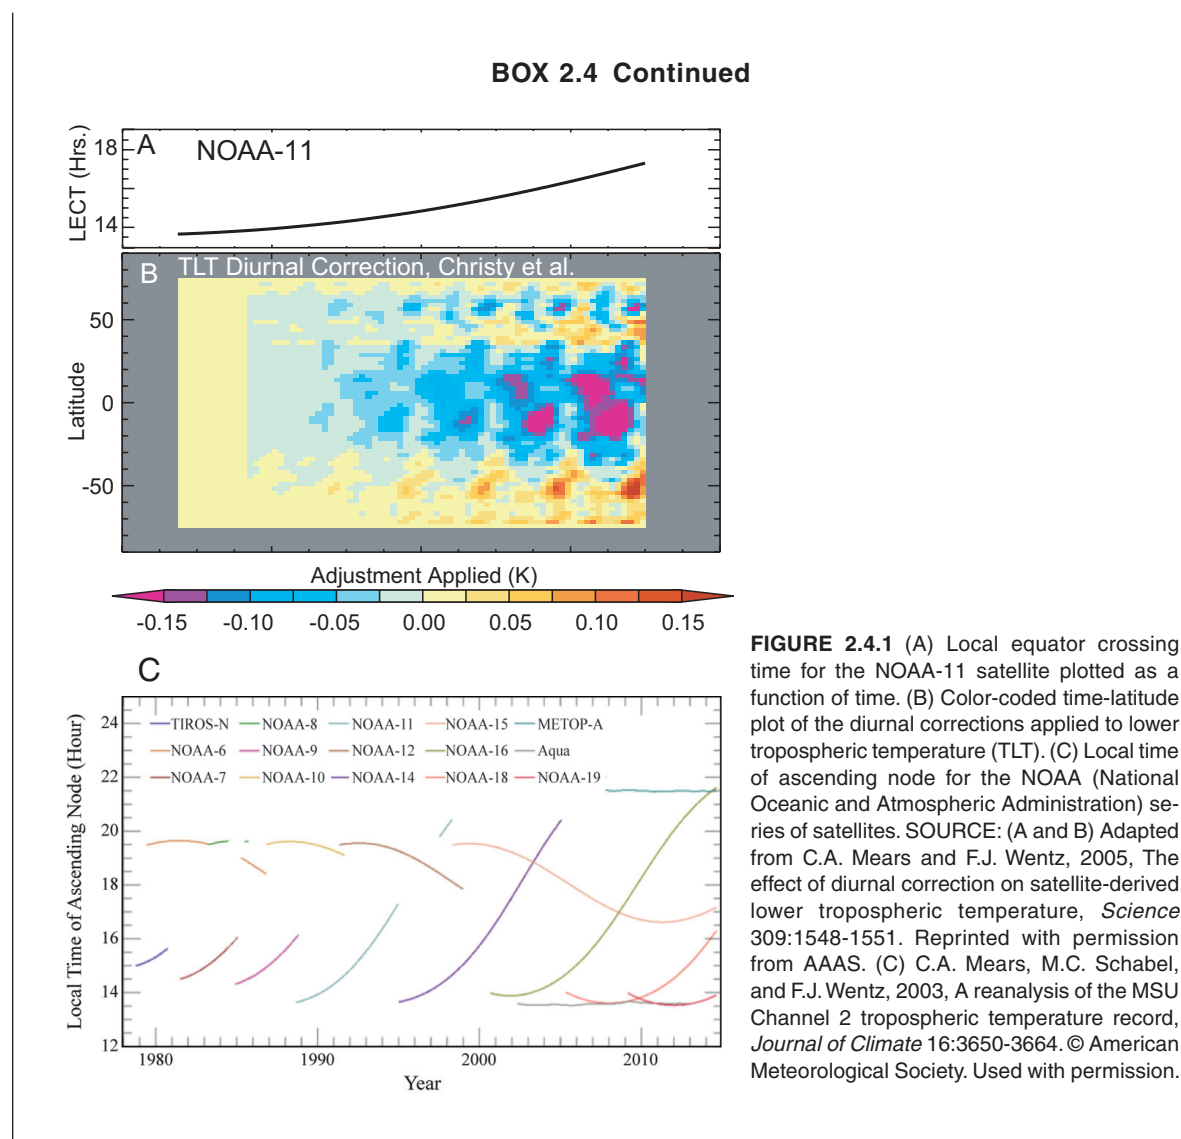 BOX 2.4 Continued
A
NOAA-11
LECT (Hrs.)
18
14
B
TLT Diurnal Correction, Christy et al.
Latitude
50
0
-50
Adjustment Applied (K)
-0.15 -0.10 -0.05 0.00 0.05 0.10 0.15
C
Local Time of Ascending Node (Hour)
24
22
20
18
16
14
12
TIROS-N NOAA-8 NOAA-11 NOAA-15 METOP-A
NOAA-6 NOAA-9 NOAA-12 NOAA-16 Aqua
NOAA-7 NOAA-10 NOAA-14 NOAA-18 NOAA-19
1980 1990 2000 2010
Year
FIGURE 2.4.1 (A) Local equator crossing
time for the NOAA-11 satellite plotted as a
function of time. (B) Color-coded time-latitude
plot of the diurnal corrections applied to lower
tropospheric temperature (TLT). (C) Local time
of ascending node for the NOAA (National
Oceanic and Atmospheric Administration) se-
ries of satellites. SOURCE: (A and B) Adapted
from C.A. Mears and F.J. Wentz, 2005, The
effect of diurnal correction on satellite-derived
lower tropospheric temperature, Science
309:1548-1551. Reprinted with permission
from AAAS. (C) C.A. Mears, M.C. Schabel,
and F.J. Wentz, 2003, A reanalysis of the MSU
Channel 2 tropospheric temperature record,
Journal of Climate 16:3650-3664. © American
Meteorological Society. Used with permission.